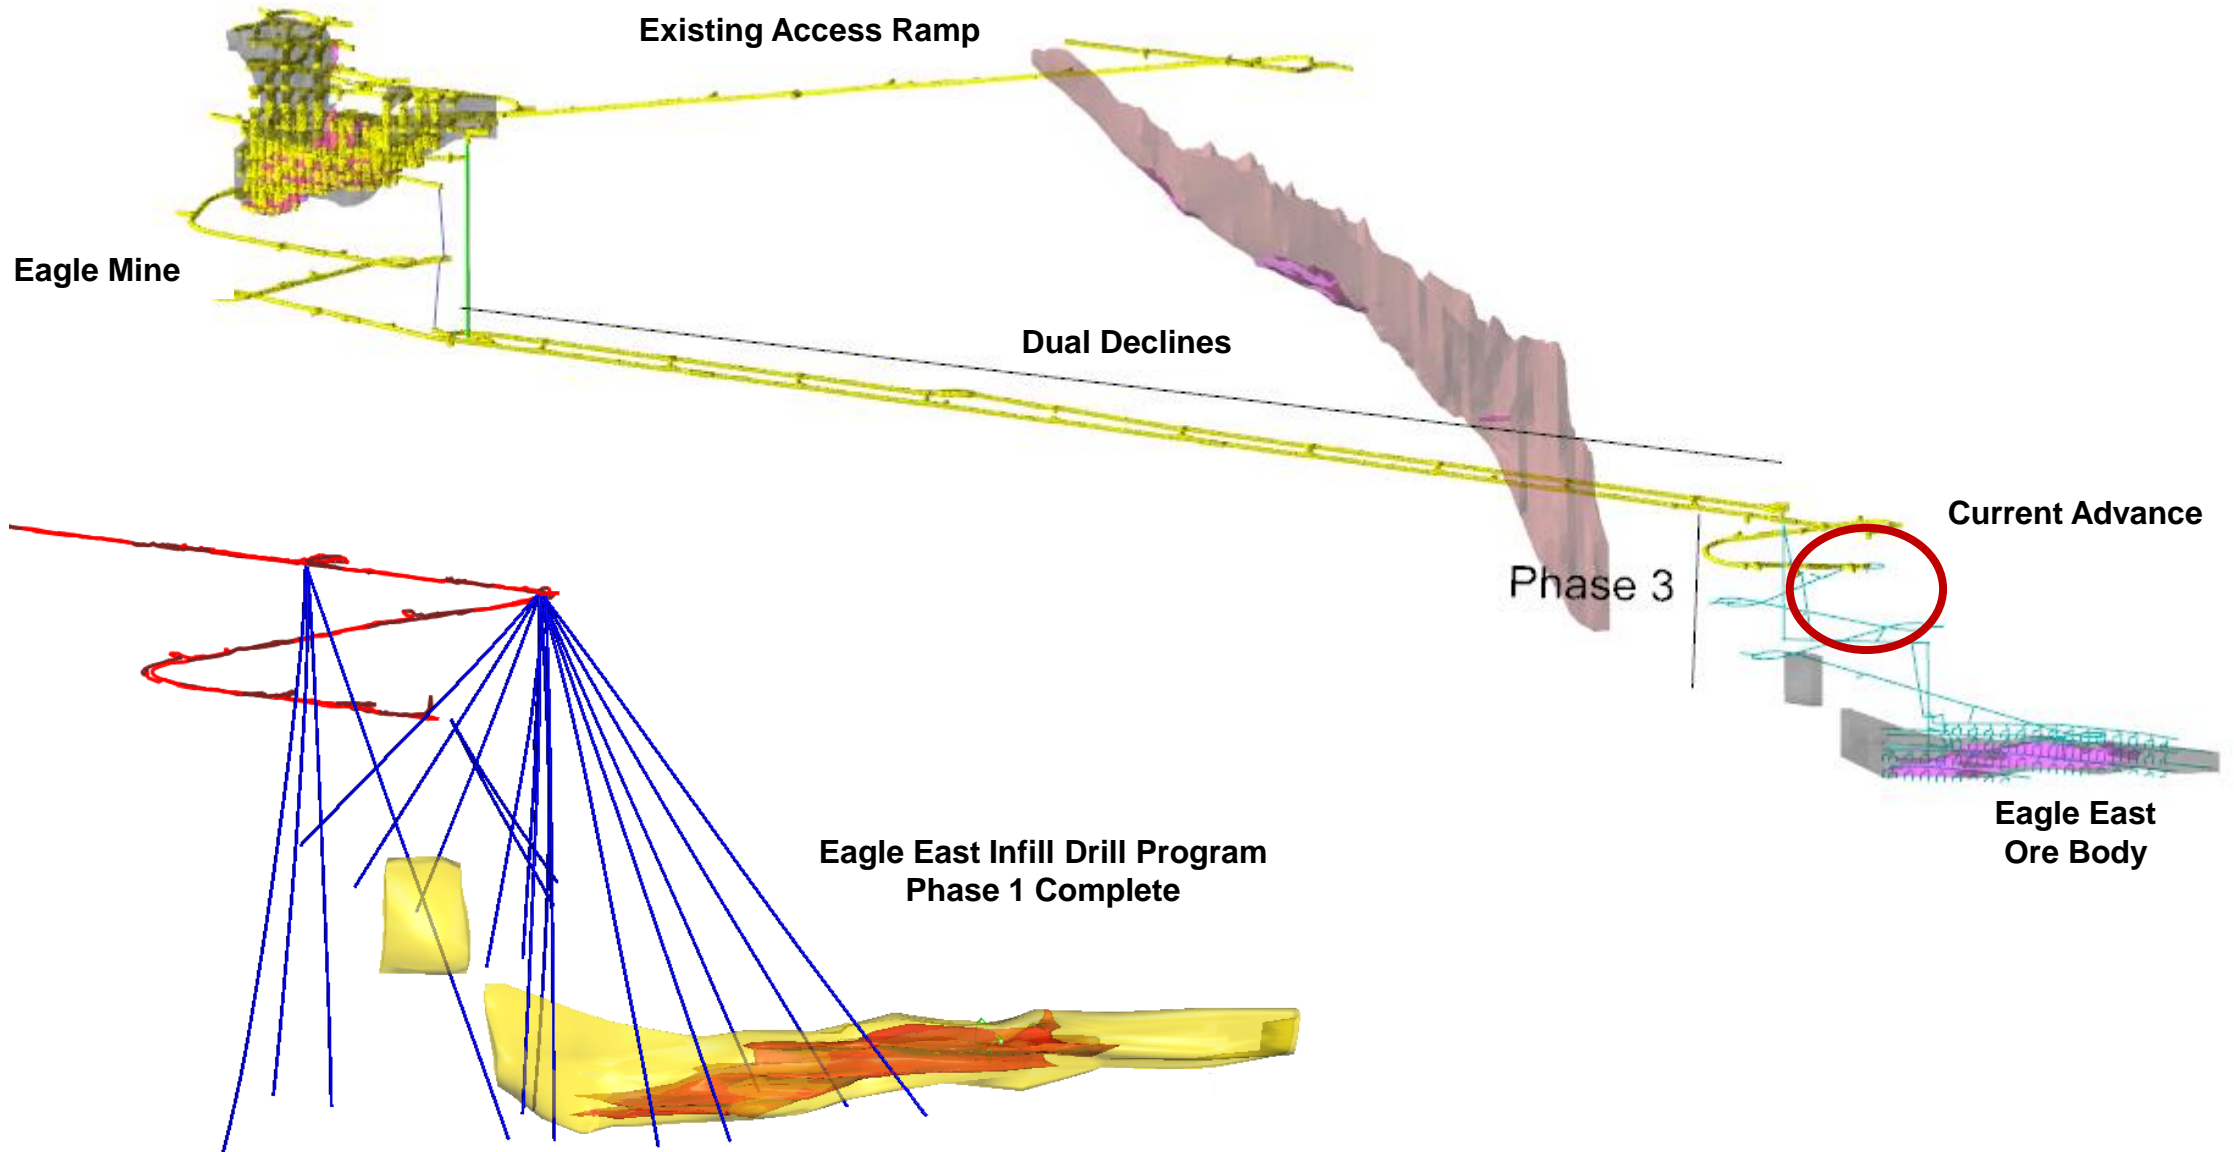 Existing Access Ramp
Eagle Mine
Dual Declines
Current Advance
Phase 3
Eagle East
Ore Body
Eagle East Infill Drill Program
Phase 1 Complete